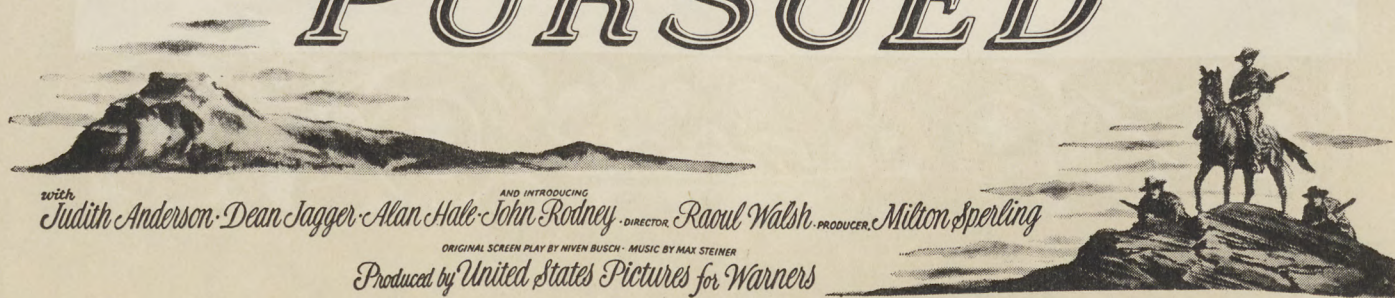 PURSUED
with
AND INTRODUCING
Judith Anderson · Dean Jagger · Alan Hale · John Rodney · DIRECTOR, Raoul Walsh · PRODUCER, Milton Sperling
ORIGINAL SCREEN PLAY BY NIVEN BUSCH · MUSIC BY MAX STEINER
Produced by United States Pictures for Warners